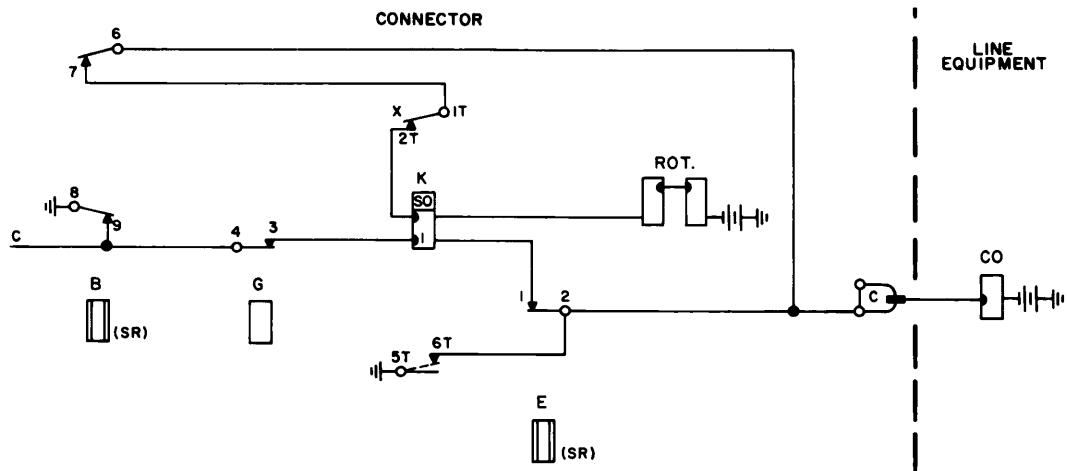 CONNECTOR
LINE
EQUIPMENT
6
7
X
1T
2T
K
SO
1
ROT.
8
9
C
4
3
B
(SR)
G
1
2
C
CO
5T
6T
E
(SR)